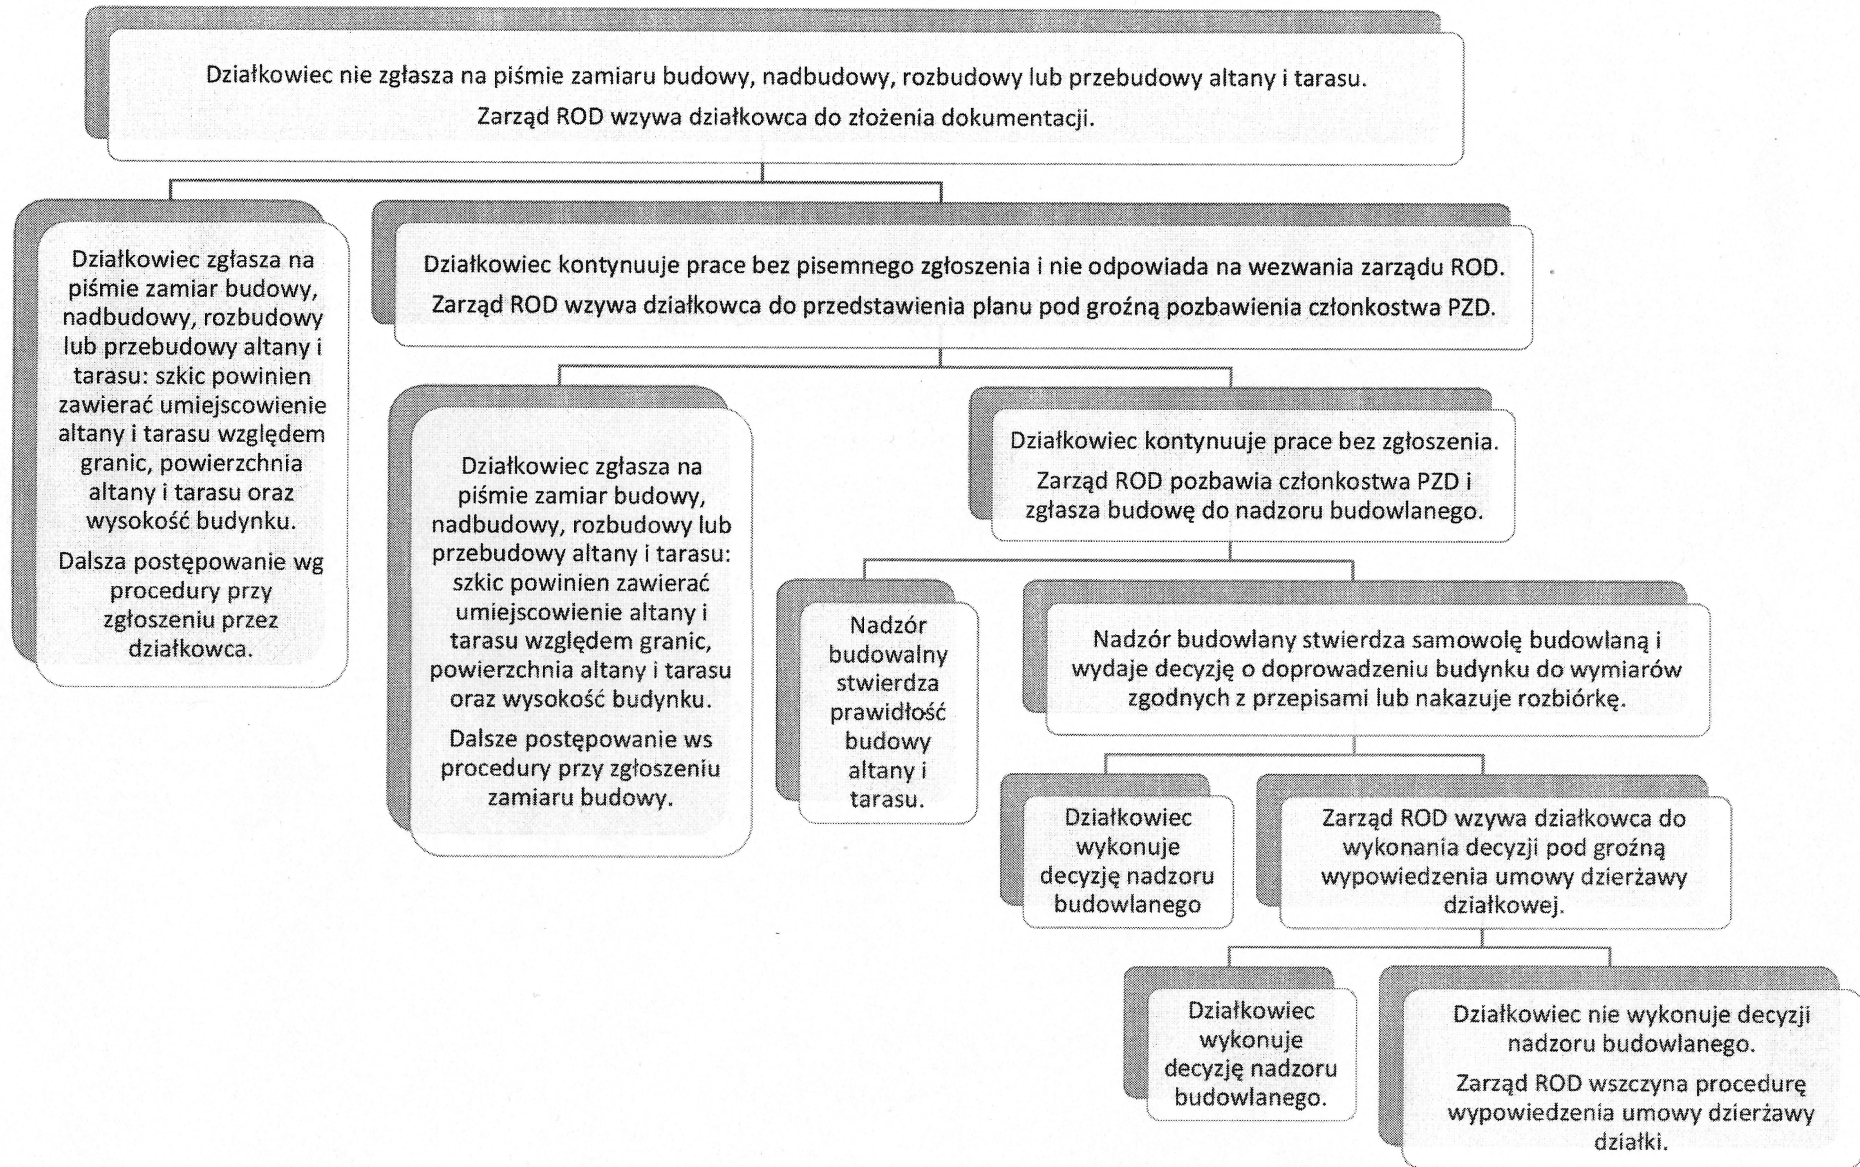 Działkowiec nie zgłasza na piśmie zamiaru budowy, nadbudowy, rozbudowy lub przebudowy altany i tarasu.
Zarząd ROD wzywa działkowca do złożenia dokumentacji.
Działkowiec zgłasza na
piśmie zamiar budowy,
nadbudowy, rozbudowy
lub przebudowy altany i
tarasu: szkic powinien
zawierać umiejscowienie
altany i tarasu względem
granic, powierzchnia
altany i tarasu oraz
wysokość budynku.
Dalsza postępowanie wg
procedury przy
zgłoszeniu przez
działkowca.
Działkowiec kontynuuje prace bez pisemnego zgłoszenia i nie odpowiada na wezwania zarządu ROD.
Zarząd ROD wzywa działkowca do przedstawienia planu pod groźną pozbawienia członkostwa PZD.
Działkowiec zgłasza na
piśmie zamiar budowy,
nadbudowy, rozbudowy lub
przebudowy altany i tarasu:
szkic powinien zawierać
umiejscowienie altany i
tarasu względem granic,
powierzchnia altany i tarasu
oraz wysokość budynku.
Dalsze postępowanie ws
procedury przy zgłoszeniu
zamiaru budowy.
Działkowiec kontynuuje prace bez zgłoszenia.
Zarząd ROD pozbawia członkostwa PZD i
zgłasza budowę do nadzoru budowlanego.
Nadzór
budowalny
stwierdza
prawidłość
budowy
altany i
tarasu.
Nadzór budowlany stwierdza samowolę budowlaną i
wydaje decyzję o doprowadzeniu budynku do wymiarów
zgodnych z przepisami lub nakazuje rozbiórkę.
Działkowiec
wykonuje
decyzję nadzoru
budowlanego
Zarząd ROD wzywa działkowca do
wykonania decyzji pod groźną
wypowiedzenia umowy dzierżawy
działkowej.
Działkowiec
wykonuje
decyzję nadzoru
budowlanego.
Działkowiec nie wykonuje decyzji
nadzoru budowlanego.
Zarząd ROD wszczyna procedurę
wypowiedzenia umowy dzierżawy
działki.